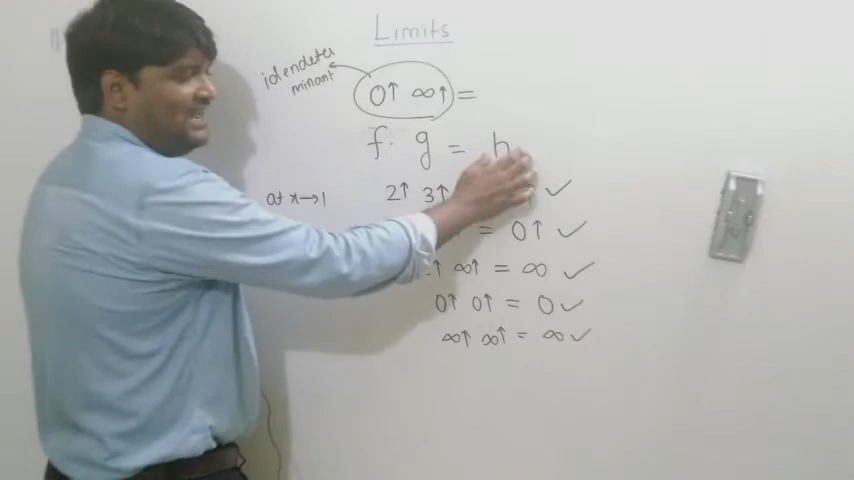 Limits
idendeter
minant
0↑ ∞↑ =
f. g = h
at x→1 2↑ 3↑ ↑ ✓
= 0↑ ✓
↑ ∞↑ = ∞ ✓
0↑ 0↑ = 0 ✓
∞↑ ∞↑ = ∞ ✓